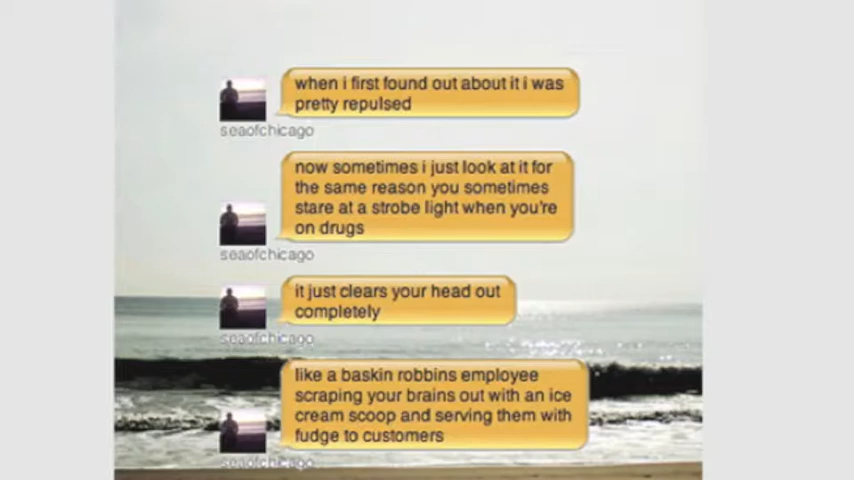 when i first found out about it i was
pretty repulsed
seaofchicago
now sometimes i just look at it for
the same reason you sometimes
stare at a strobe light when you're
on drugs
seaofchicago
it just clears your head out
completely
seaofchicago
like a baskin robbins employee
scraping your brains out with an ice
cream scoop and serving them with
fudge to customers
seaofchicago